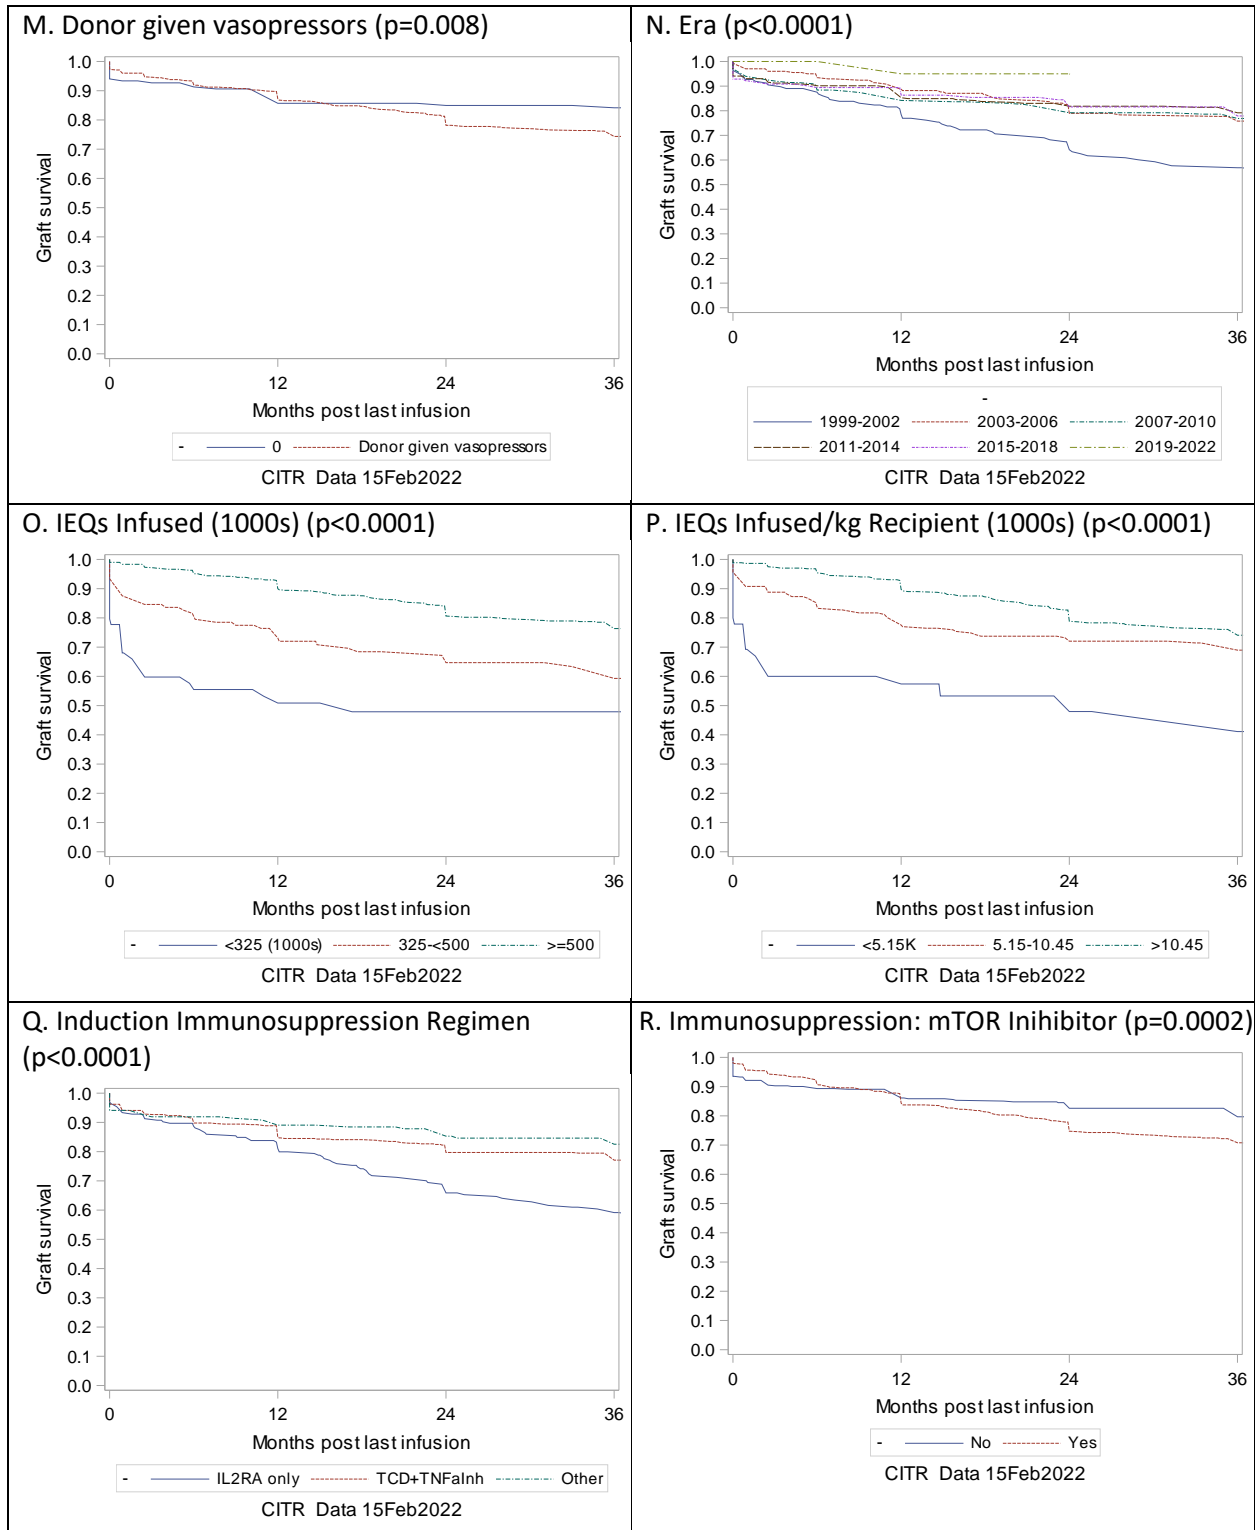 M. Donor given vasopressors (p=0.008)
1.0
0.9
0.8
0.7
0.6
0.5
0.4
0.3
0.2
0.1
0.0
Graft survival
0 12 24 36
Months post last infusion
- 0 Donor given vasopressors
CITR Data 15Feb2022
N. Era (p<0.0001)
1.0
0.9
0.8
0.7
0.6
0.5
0.4
0.3
0.2
0.1
0.0
Graft survival
0 12 24 36
Months post last infusion
-
1999-2002 2003-2006 2007-2010
2011-2014 2015-2018 2019-2022
CITR Data 15Feb2022
O. IEQs Infused (1000s) (p<0.0001)
1.0
0.9
0.8
0.7
0.6
0.5
0.4
0.3
0.2
0.1
0.0
Graft survival
0 12 24 36
Months post last infusion
- <325 (1000s) 325-<500 >=500
CITR Data 15Feb2022
P. IEQs Infused/kg Recipient (1000s) (p<0.0001)
1.0
0.9
0.8
0.7
0.6
0.5
0.4
0.3
0.2
0.1
0.0
Graft survival
0 12 24 36
Months post last infusion
- <5.15K 5.15-10.45 >10.45
CITR Data 15Feb2022
Q. Induction Immunosuppression Regimen
(p<0.0001)
1.0
0.9
0.8
0.7
0.6
0.5
0.4
0.3
0.2
0.1
0.0
Graft survival
0 12 24 36
Months post last infusion
- IL2RA only TCD+TNFaInh Other
CITR Data 15Feb2022
R. Immunosuppression: mTOR Inihibitor (p=0.0002)
1.0
0.9
0.8
0.7
0.6
0.5
0.4
0.3
0.2
0.1
0.0
Graft survival
0 12 24 36
Months post last infusion
- No Yes
CITR Data 15Feb2022